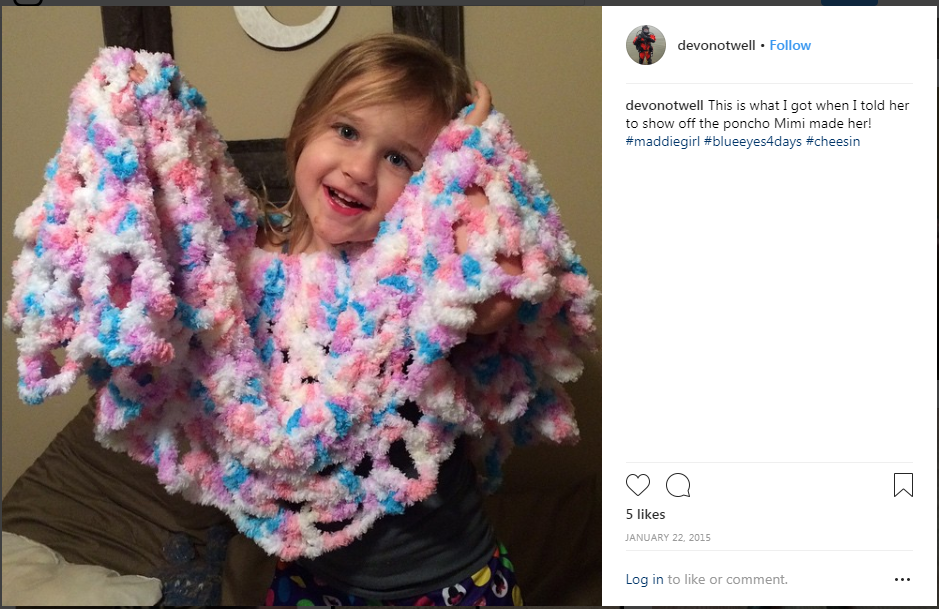 devonotwell • Follow
devonotwell This is what I got when I told her
to show off the poncho Mimi made her!
#maddiegirl #blueeyes4days #cheesin
5 likes
JANUARY 22, 2015
Log in to like or comment.